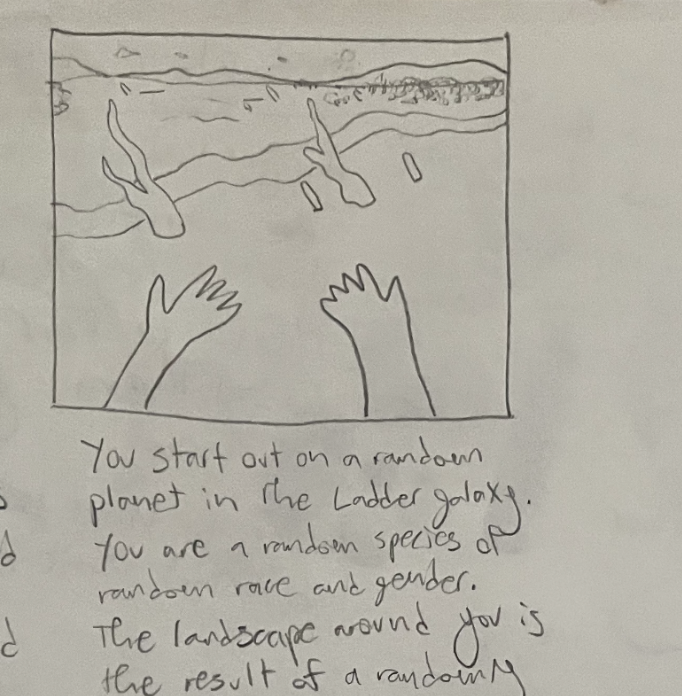 You start out on a random
planet in the Ladder galaxy.
d
You are a random species of
random race and gender.
d
The landscape around you is
the result of a randomly